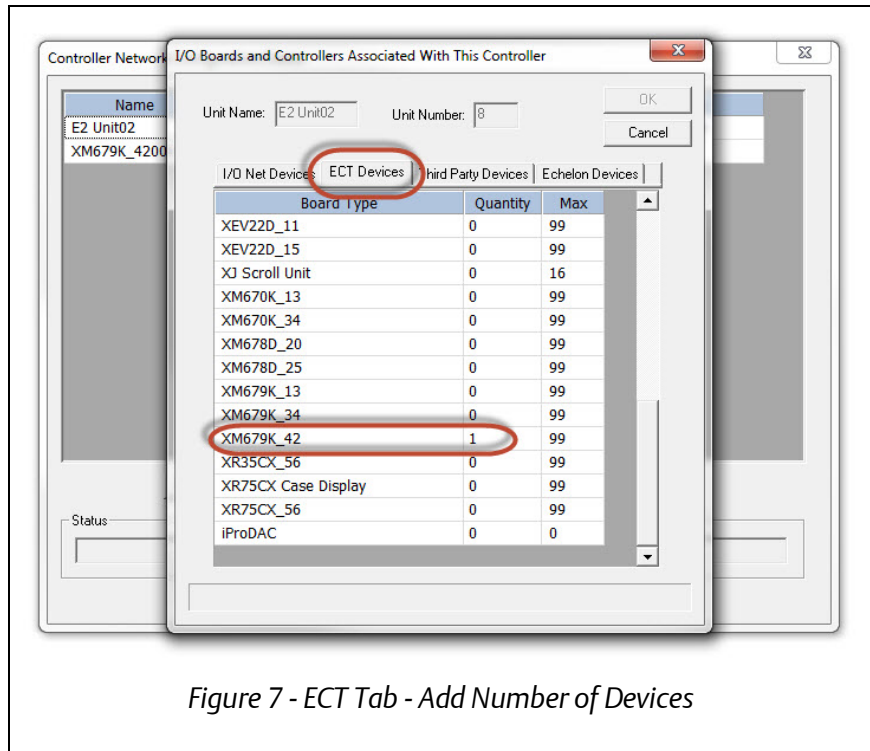 Controller Network
I/O Boards and Controllers Associated With This Controller
Name
E2 Unit02
XM679K_4200
Unit Name: E2 Unit02 Unit Number: 8
OK
Cancel
I/O Net Devices ECT Devices Third Party Devices Echelon Devices
Board Type Quantity Max
XEV22D_11 0 99
XEV22D_15 0 99
XJ Scroll Unit 0 16
XM670K_13 0 99
XM670K_34 0 99
XM678D_20 0 99
XM678D_25 0 99
XM679K_13 0 99
XM679K_34 0 99
XM679K_42 1 99
XR35CX_56 0 99
XR75CX Case Display 0 99
XR75CX_56 0 99
iProDAC 0 0
Status
Figure 7 - ECT Tab - Add Number of Devices